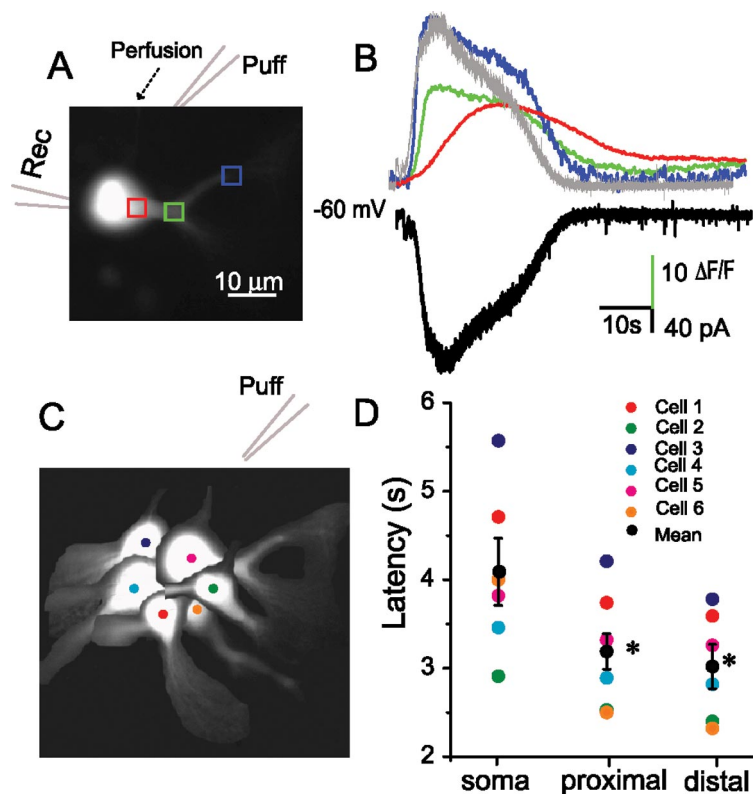 A
Perfusion
Puff
Rec
10 µm
B
-60 mV
10 ΔF/F
10s
40 pA
C
Puff
D
Latency (s)
6
5
4
3
2
Cell 1
Cell 2
Cell 3
Cell 4
Cell 5
Cell 6
Mean
*
*
soma proximal distal